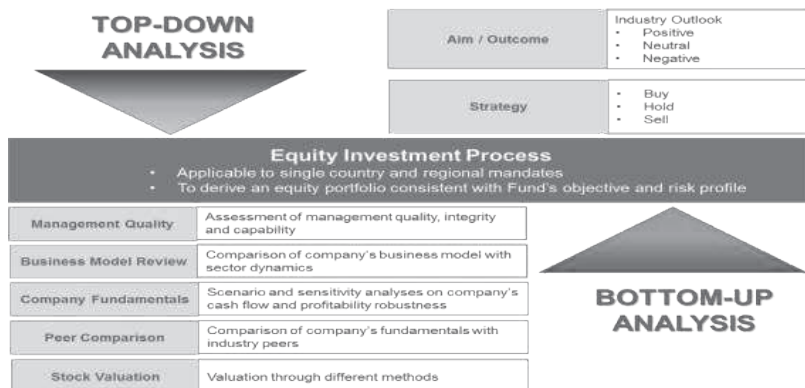 TOP-DOWN
ANALYSIS
Aim / Outcome
Industry Outlook
• Positive
• Neutral
• Negative
Strategy
• Buy
• Hold
• Sell
Equity Investment Process
• Applicable to single country and regional mandates
• To derive an equity portfolio consistent with Fund's objective and risk profile
Management Quality
Assessment of management quality, integrity
and capability
Business Model Review
Comparison of company's business model with
sector dynamics
Company Fundamentals
Scenario and sensitivity analyses on company's
cash flow and profitability robustness
Peer Comparison
Comparison of company's fundamentals with
industry peers
Stock Valuation
Valuation through different methods
BOTTOM-UP
ANALYSIS